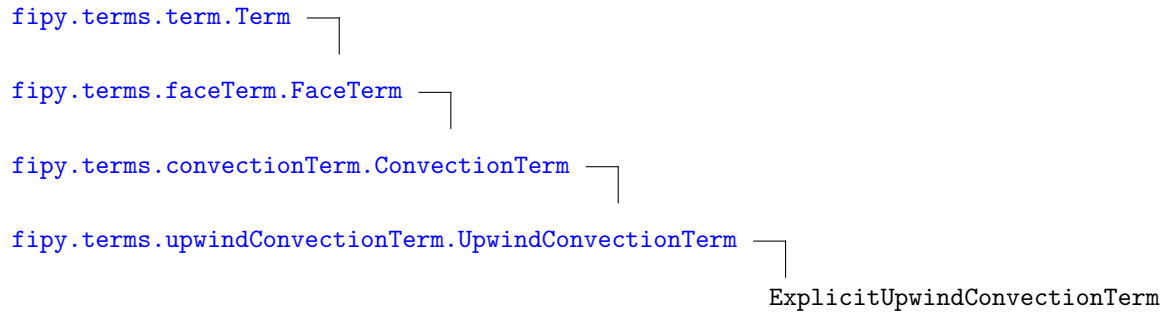 fipy.terms.term.Term
fipy.terms.faceTerm.FaceTerm
fipy.terms.convectionTerm.ConvectionTerm
fipy.terms.upwindConvectionTerm.UpwindConvectionTerm
ExplicitUpwindConvectionTerm